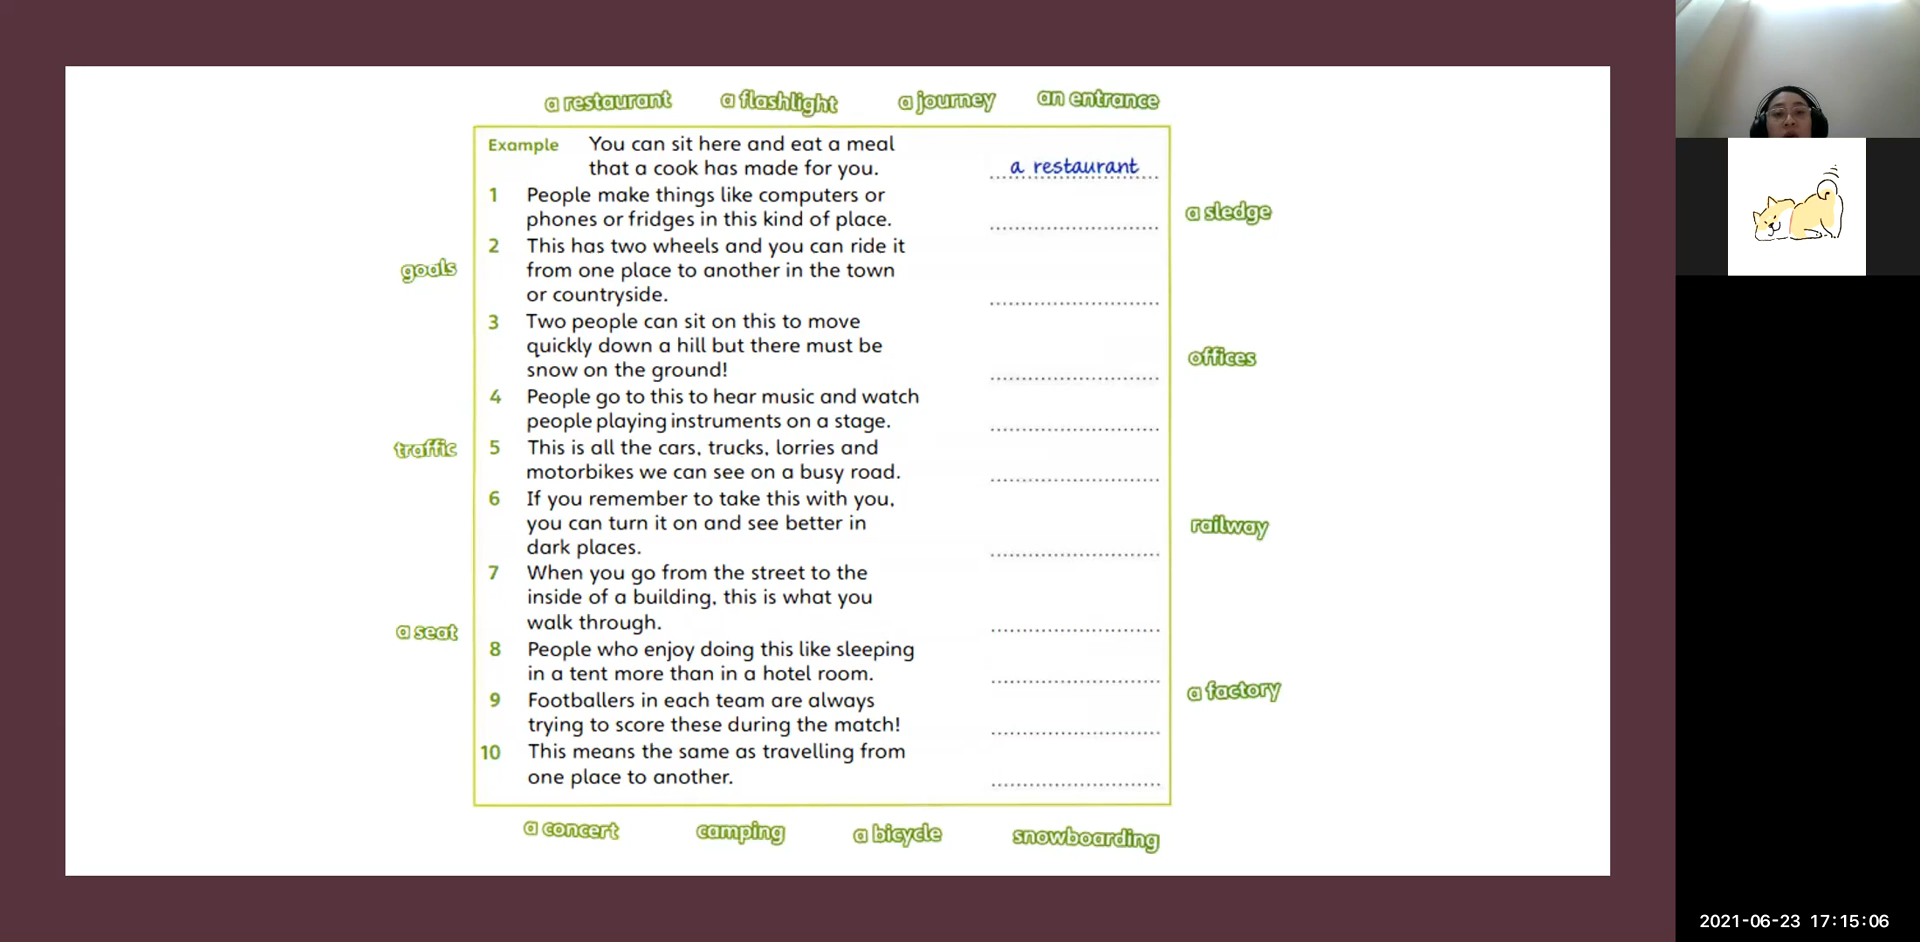 a restaurant a flashlight a journey an entrance
Example You can sit here and eat a meal
that a cook has made for you. a restaurant
1 People make things like computers or
phones or fridges in this kind of place.
a sledge
2 This has two wheels and you can ride it
goals from one place to another in the town
or countryside.
3 Two people can sit on this to move
quickly down a hill but there must be
offices
snow on the ground!
4 People go to this to hear music and watch
people playing instruments on a stage.
traffic 5 This is all the cars, trucks, lorries and
motorbikes we can see on a busy road.
6 If you remember to take this with you,
you can turn it on and see better in
railway
dark places.
7 When you go from the street to the
inside of a building, this is what you
walk through.
a seat
8 People who enjoy doing this like sleeping
in a tent more than in a hotel room.
a factory
9 Footballers in each team are always
trying to score these during the match!
10 This means the same as travelling from
one place to another.
a concert camping a bicycle snowboarding
2021-06-23 17:15:06